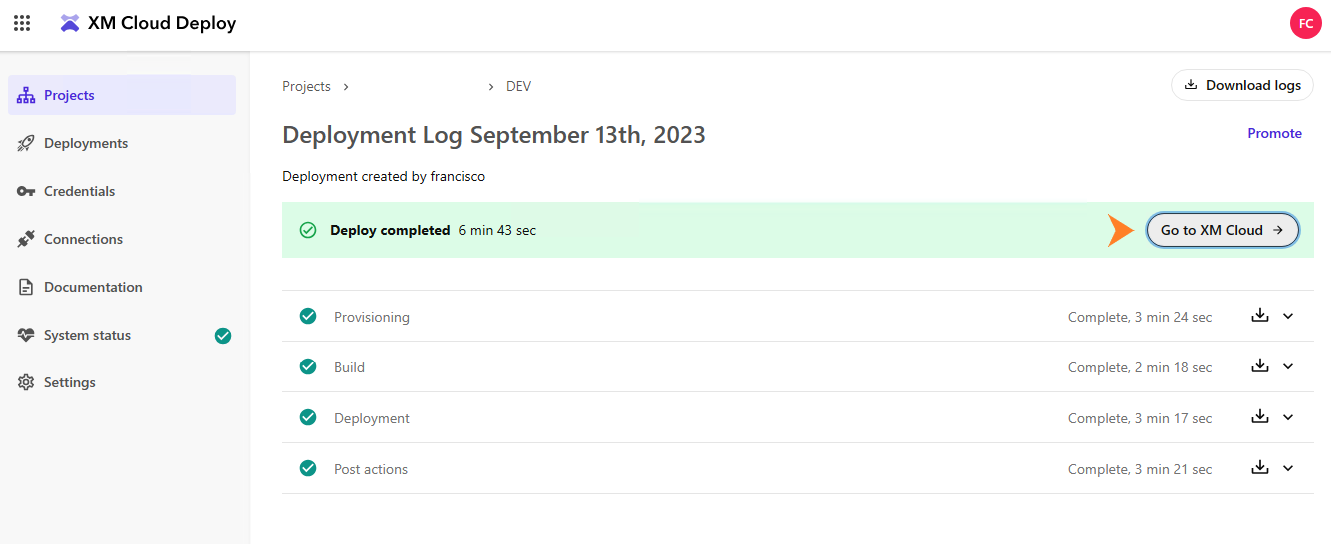 XM Cloud Deploy
FC
Projects
Deployments
Credentials
Connections
Documentation
System status
Settings
Projects > > DEV
Download logs
Deployment Log September 13th, 2023
Promote
Deployment created by francisco
Deploy completed 6 min 43 sec
Go to XM Cloud →
Provisioning Complete, 3 min 24 sec
Build Complete, 2 min 18 sec
Deployment Complete, 3 min 17 sec
Post actions Complete, 3 min 21 sec